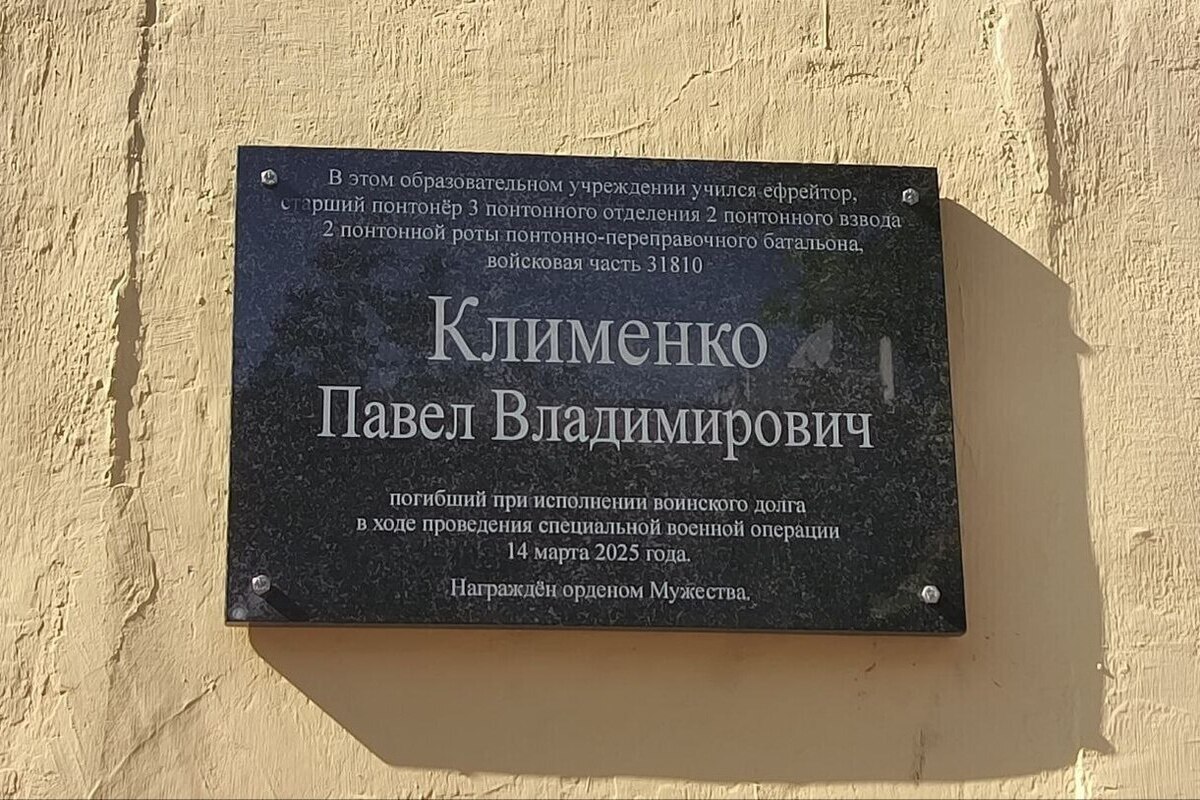 В этом образовательном учреждении учился ефрейтор,
старший понтонёр 3 понтонного отделения 2 понтонного взвода
2 понтонной роты понтонно-переправочного батальона,
войсковая часть 31810
Клименко
Павел Владимирович
погибший при исполнении воинского долга
в ходе проведения специальной военной операции
14 марта 2025 года.
Награждён орденом Мужества.